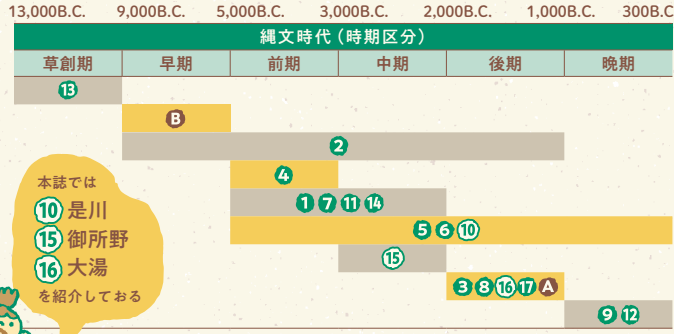 13,000B.C. 9,000B.C. 5,000B.C. 3,000B.C. 2,000B.C. 1,000B.C. 300B.C.
縄文時代（時期区分）
草創期 早期 前期 中期 後期 晩期
13
B
2
4
1 7 11 14
5 6 10
15
3 8 16 17 A
9 12
本誌では
10 是川
15 御所野
16 大湯
を紹介しておる